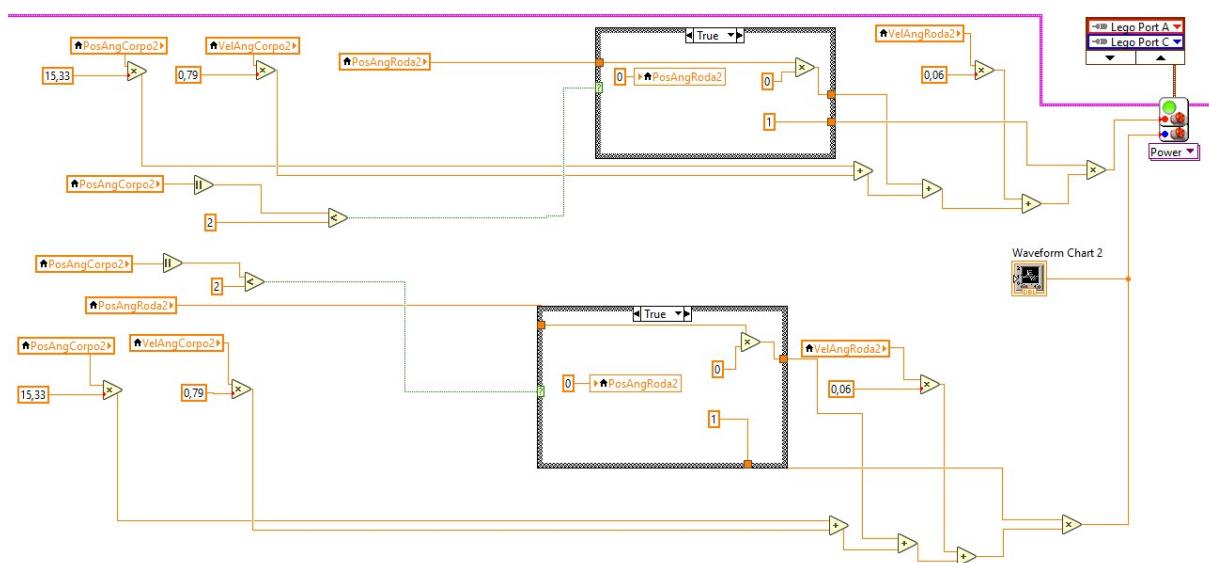 Lego Port A
Lego Port C
Power
PosAngCorpo2
VelAngCorpo2
15,33
0,79
PosAngRoda2
True
0
PosAngRoda2
0
1
VelAngRoda2
0,06
PosAngCorpo2
2
Waveform Chart 2
DBL
PosAngCorpo2
2
PosAngRoda2
PosAngCorpo2
VelAngCorpo2
15,33
0,79
True
0
PosAngRoda2
0
1
VelAngRoda2
0,06